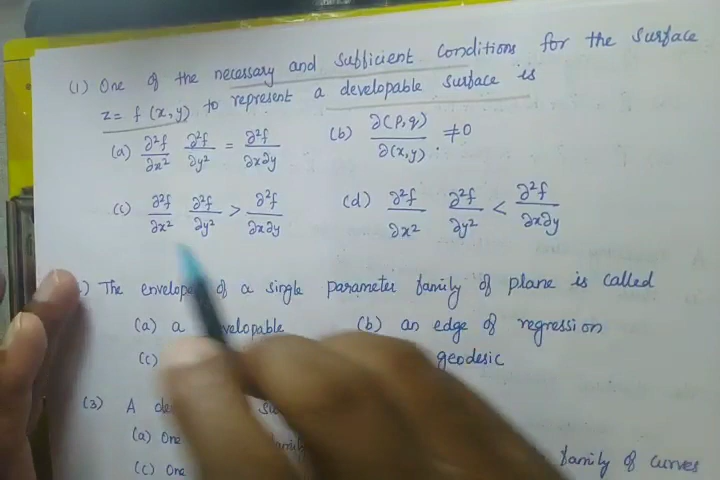 (1) One of the necessary and sufficient conditions for the surface
z = f(x,y) to represent a developable surface is
(a) ∂²f/∂x² ∂²f/∂y² = ∂²f/∂x∂y (b) ∂(p,q)/∂(x,y) . ≠0
(c) ∂²f/∂x² ∂²f/∂y² > ∂²f/∂x∂y (d) ∂²f/∂x² ∂²f/∂y² < ∂²f/∂x∂y
The envelope of a single parameter family of plane is called
(a) a (b) an edge of regression
(c) geodesic
(3) A
(a) One
(c) One family of curves